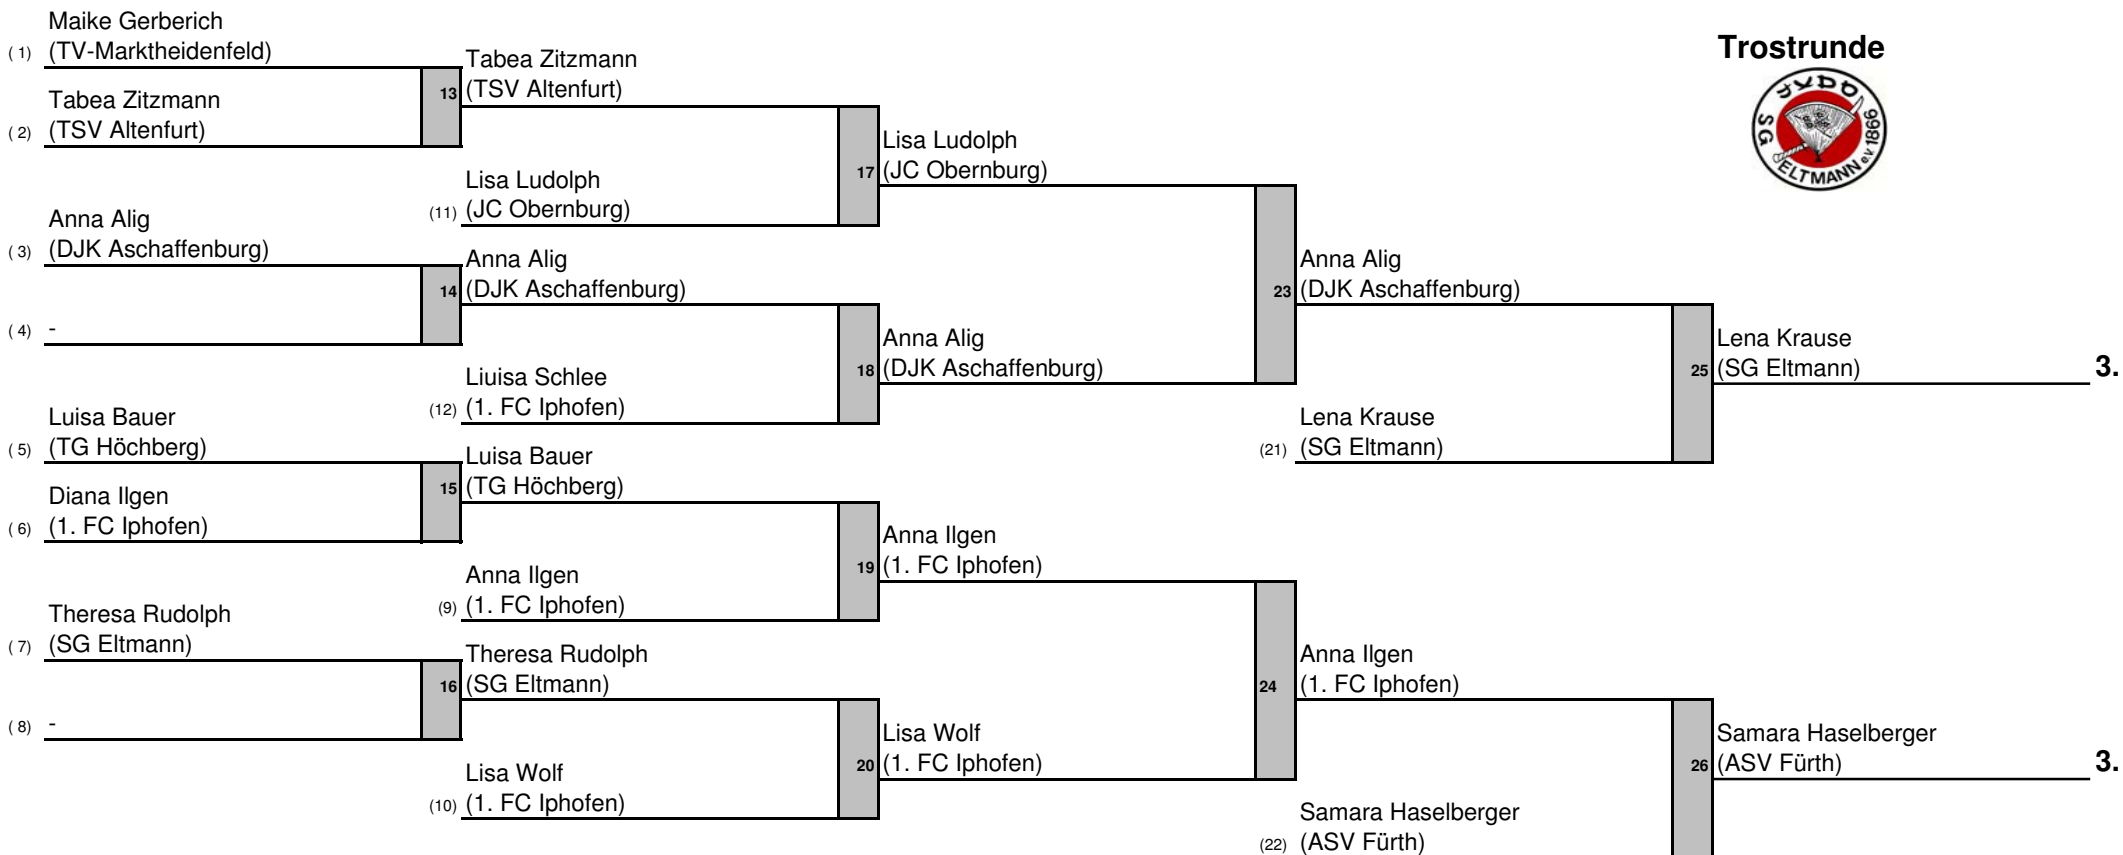 Trostrunde
JUDO
SG ELTMANN e.V. 1866
Maike Gerberich
( 1) (TV-Marktheidenfeld)
Tabea Zitzmann
( 2) (TSV Altenfurt)
Anna Alig
( 3) (DJK Aschaffenburg)
( 4) -
Luisa Bauer
( 5) (TG Höchberg)
Diana Ilgen
( 6) (1. FC Iphofen)
Theresa Rudolph
( 7) (SG Eltmann)
( 8) -
Tabea Zitzmann
13 (TSV Altenfurt)
Lisa Ludolph
(11) (JC Obernburg)
Anna Alig
14 (DJK Aschaffenburg)
Liuisa Schlee
(12) (1. FC Iphofen)
Luisa Bauer
15 (TG Höchberg)
Anna Ilgen
(9) (1. FC Iphofen)
Theresa Rudolph
16 (SG Eltmann)
Lisa Wolf
(10) (1. FC Iphofen)
Lisa Ludolph
17 (JC Obernburg)
Anna Alig
18 (DJK Aschaffenburg)
Anna Ilgen
19 (1. FC Iphofen)
Lisa Wolf
20 (1. FC Iphofen)
Anna Alig
23 (DJK Aschaffenburg)
Lena Krause
(21) (SG Eltmann)
Anna Ilgen
24 (1. FC Iphofen)
Samara Haselberger
(22) (ASV Fürth)
Lena Krause
25 (SG Eltmann) 3.
Samara Haselberger
26 (ASV Fürth) 3.